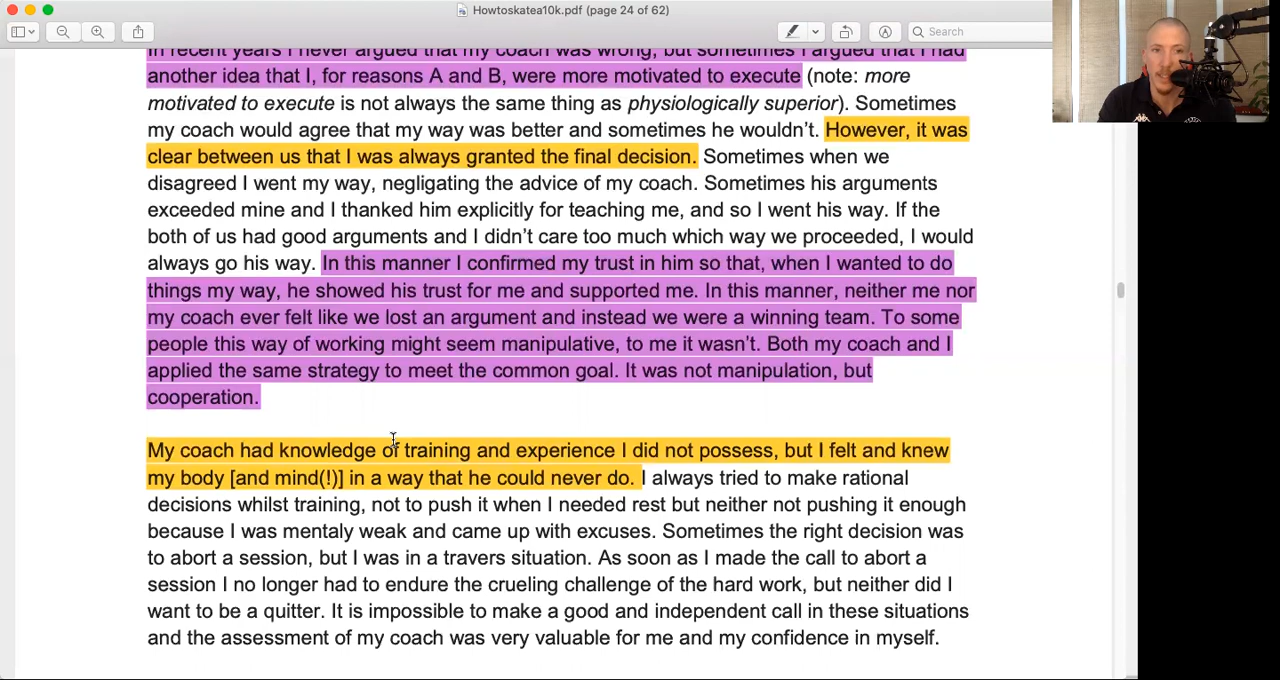 Howtoskatea10k.pdf (page 24 of 62)
Search
In recent years I never argued that my coach was wrong, but sometimes I argued that I had
another idea that I, for reasons A and B, were more motivated to execute (note: more
motivated to execute is not always the same thing as physiologically superior). Sometimes
my coach would agree that my way was better and sometimes he wouldn't. However, it was
clear between us that I was always granted the final decision. Sometimes when we
disagreed I went my way, negligating the advice of my coach. Sometimes his arguments
exceeded mine and I thanked him explicitly for teaching me, and so I went his way. If the
both of us had good arguments and I didn't care too much which way we proceeded, I would
always go his way. In this manner I confirmed my trust in him so that, when I wanted to do
things my way, he showed his trust for me and supported me. In this manner, neither me nor
my coach ever felt like we lost an argument and instead we were a winning team. To some
people this way of working might seem manipulative, to me it wasn't. Both my coach and I
applied the same strategy to meet the common goal. It was not manipulation, but
cooperation.
My coach had knowledge of training and experience I did not possess, but I felt and knew
my body [and mind(!)] in a way that he could never do. I always tried to make rational
decisions whilst training, not to push it when I needed rest but neither not pushing it enough
because I was mentaly weak and came up with excuses. Sometimes the right decision was
to abort a session, but I was in a travers situation. As soon as I made the call to abort a
session I no longer had to endure the crueling challenge of the hard work, but neither did I
want to be a quitter. It is impossible to make a good and independent call in these situations
and the assessment of my coach was very valuable for me and my confidence in myself.